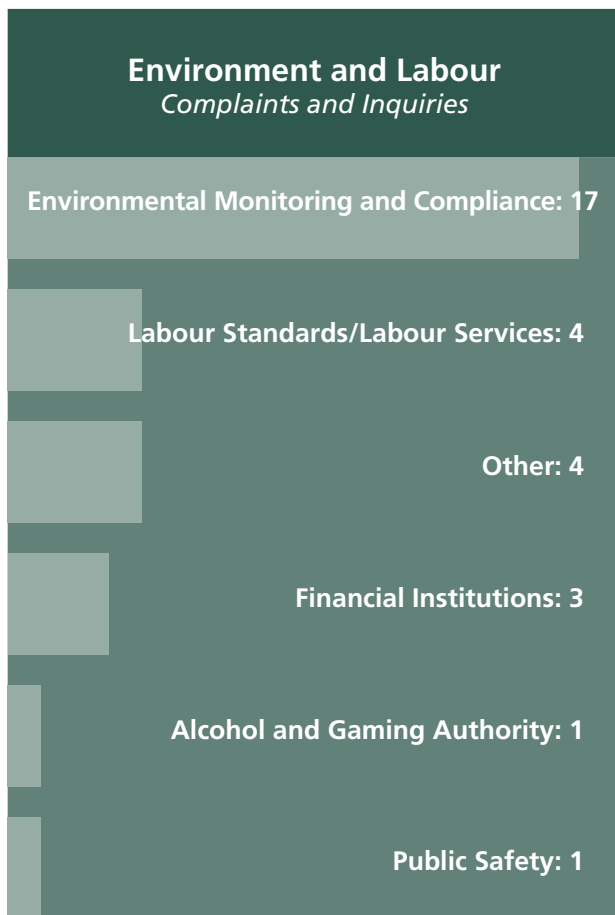 Environment and Labour
Complaints and Inquiries
Environmental Monitoring and Compliance: 17
Labour Standards/Labour Services: 4
Other: 4
Financial Institutions: 3
Alcohol and Gaming Authority: 1
Public Safety: 1